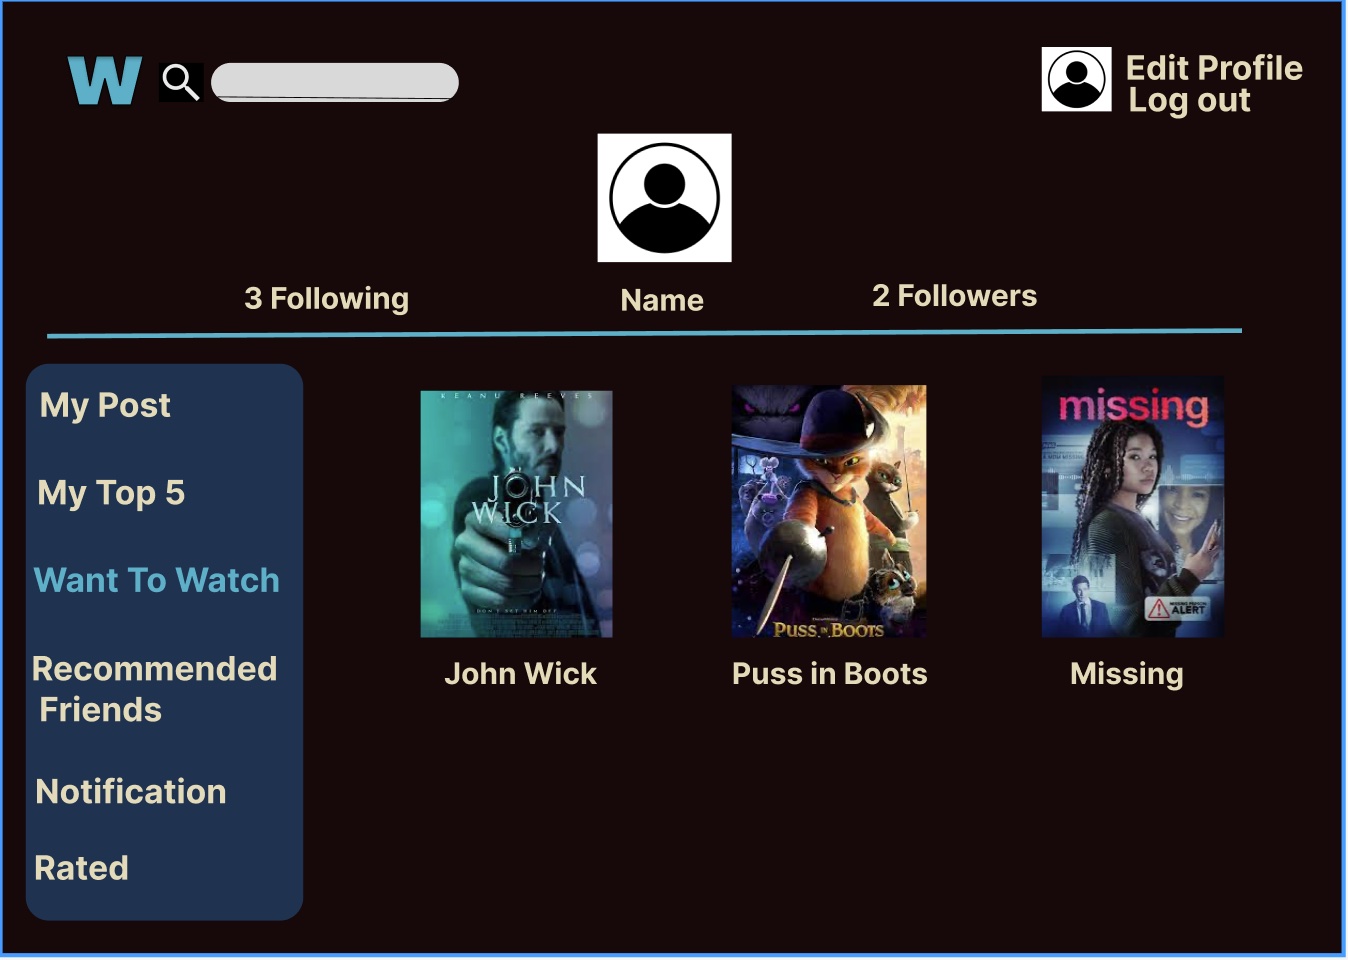 W
Edit Profile
Log out
3 Following
Name
2 Followers
My Post
My Top 5
Want To Watch
Recommended
Friends
Notification
Rated
KEANU REEVES
JOHN
WICK
DON'T SET HIM OFF
John Wick
PUSS IN BOOTS
Puss in Boots
missing
ALERT
Missing